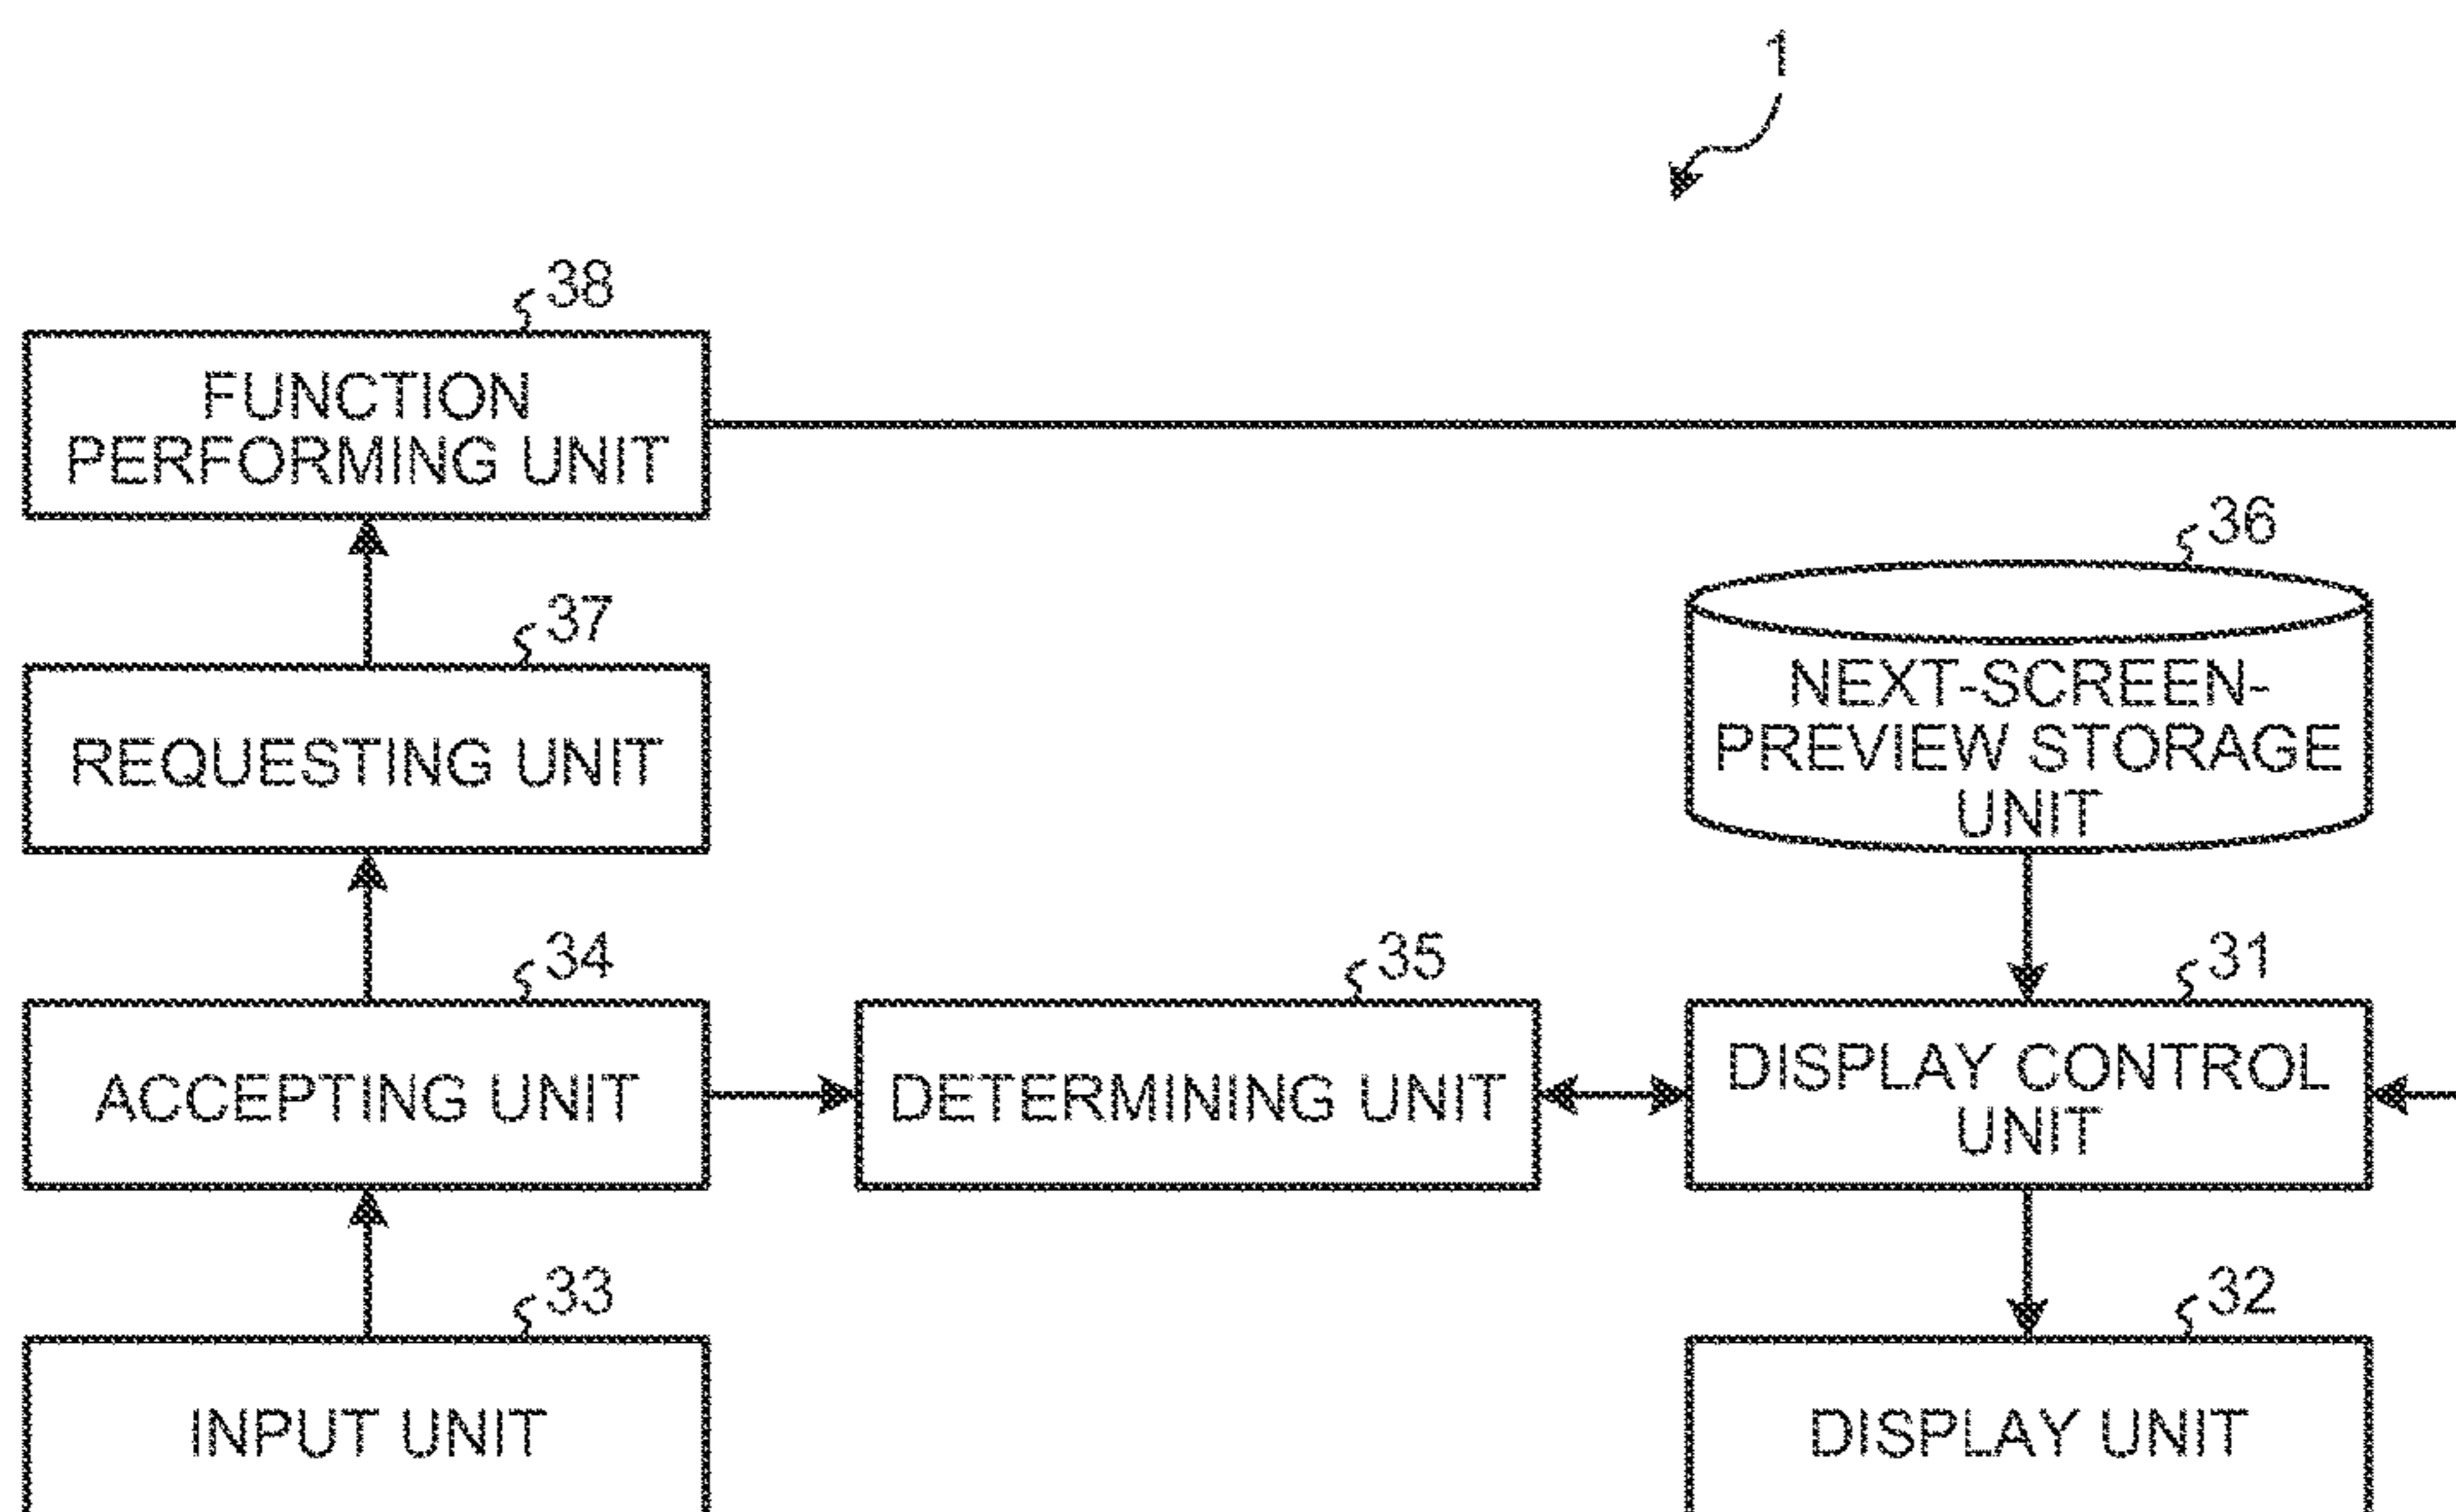 1
38
FUNCTION
PERFORMING UNIT
36
NEXT-SCREEN-
PREVIEW STORAGE
UNIT
37
REQUESTING UNIT
34
ACCEPTING UNIT
35
DETERMINING UNIT
31
DISPLAY CONTROL
UNIT
33
INPUT UNIT
32
DISPLAY UNIT